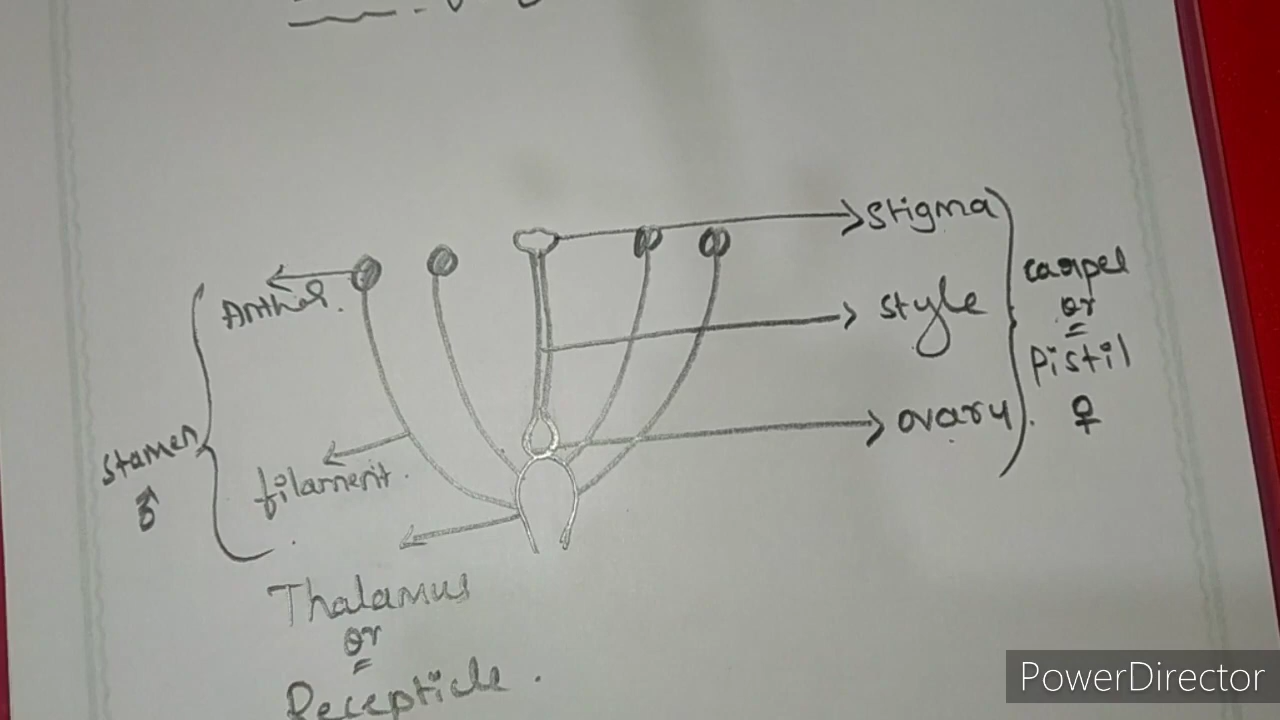 Stigma
Anther.
Style
carpel
or
Pistil
♀
ovary
Stamen
♂
filament.
Thalamus
or
Recepticle.
PowerDirector